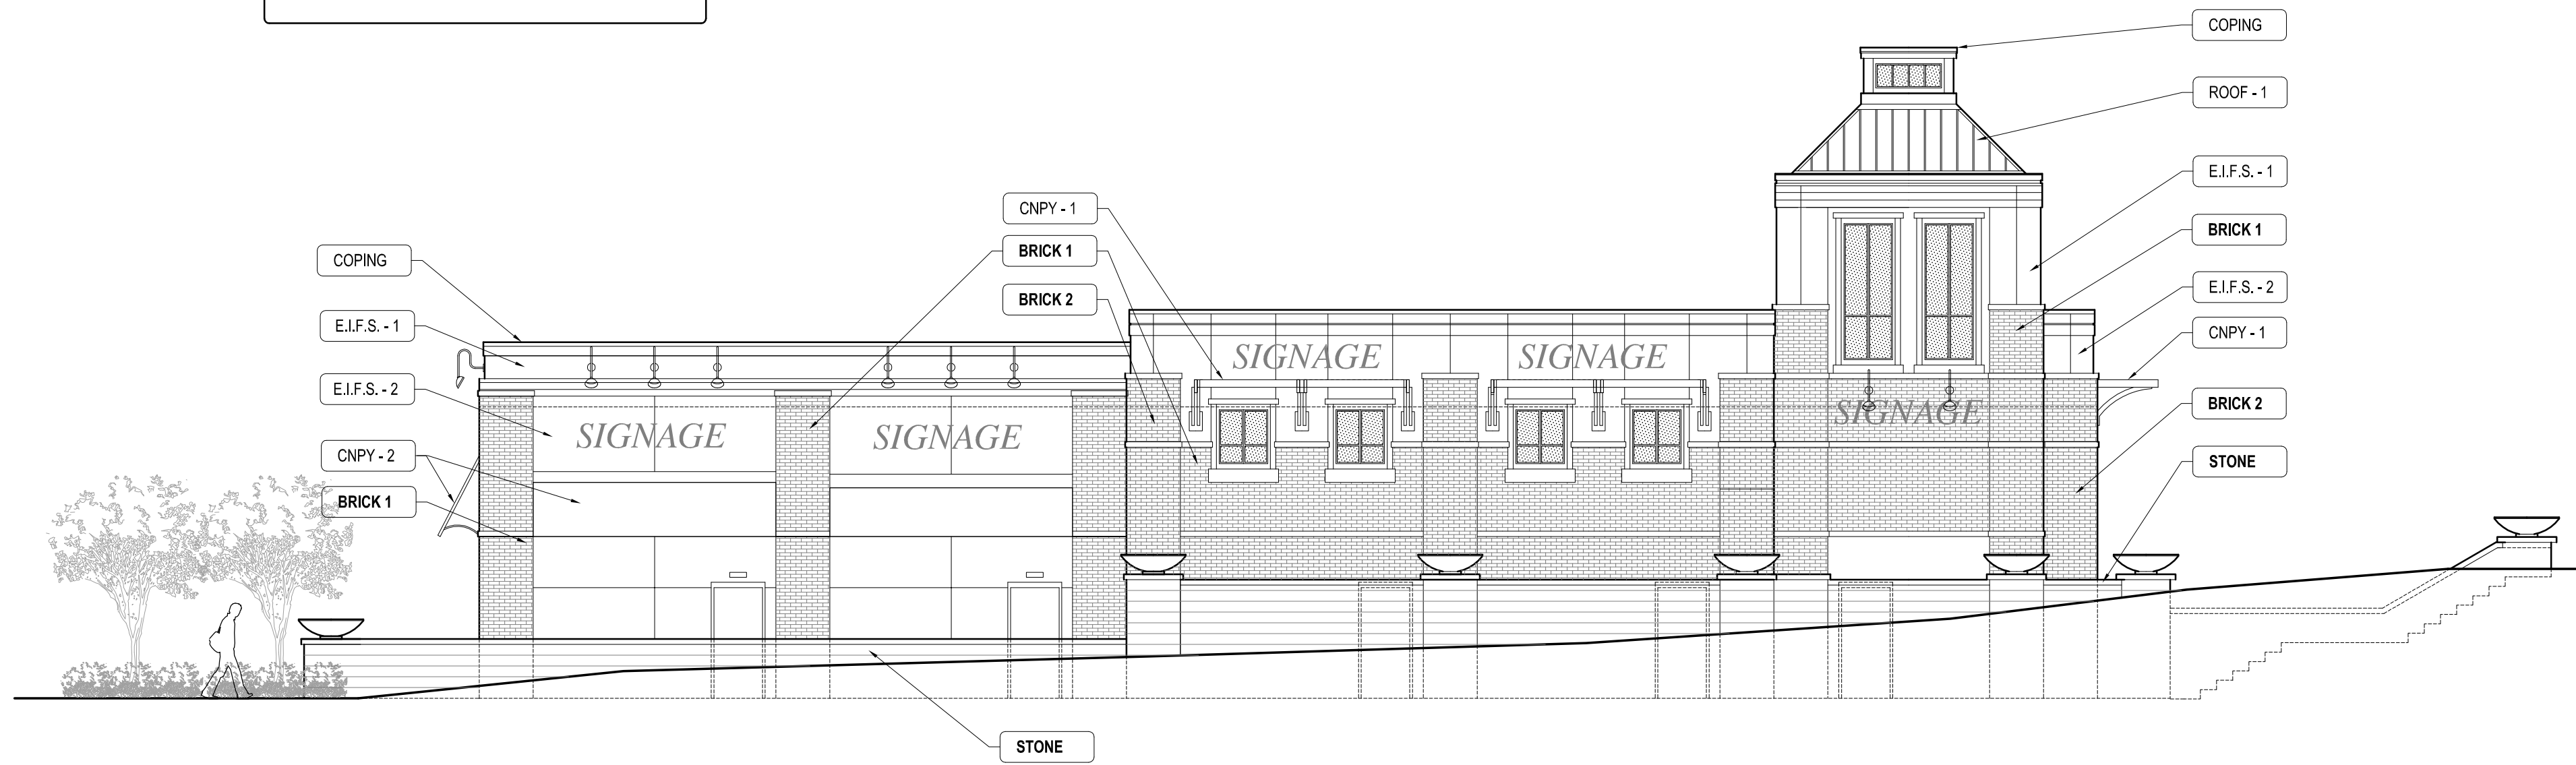 COPING
ROOF - 1
E.I.F.S. - 1
CNPY - 1
BRICK 1
BRICK 1
COPING
E.I.F.S. - 2
BRICK 2
E.I.F.S. - 1
CNPY - 1
SIGNAGE
SIGNAGE
E.I.F.S. - 2
BRICK 2
SIGNAGE
SIGNAGE
SIGNAGE
CNPY - 2
STONE
BRICK 1
STONE